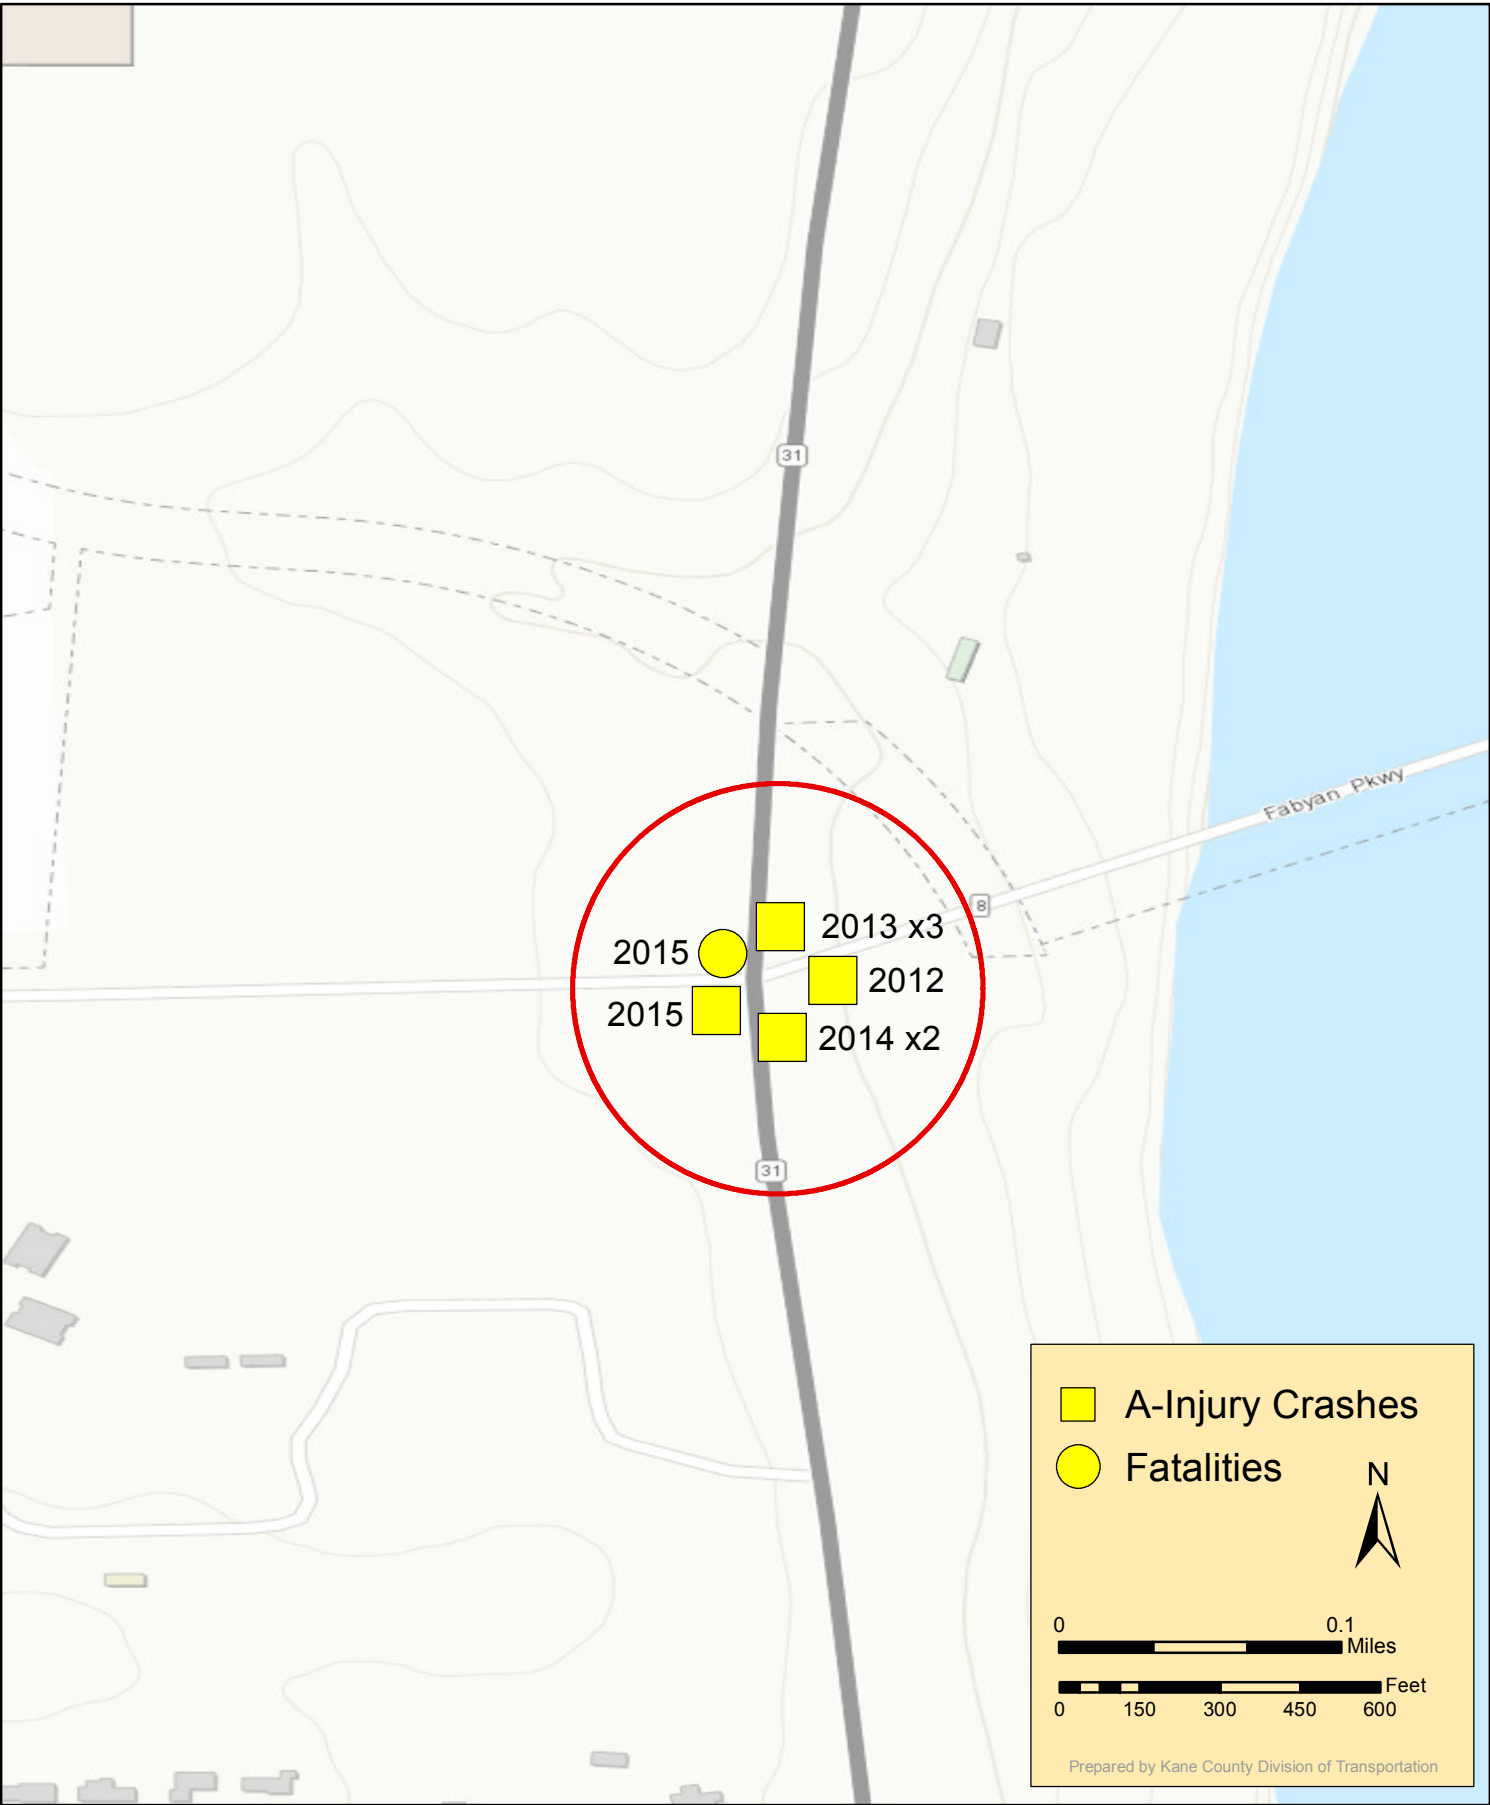 31
Fabyan Pkwy
8
2013 x3
2015
2012
2015
2014 x2
31
A-Injury Crashes
Fatalities
N
0 0.1
Miles
Feet
0 150 300 450 600
Prepared by Kane County Division of Transportation